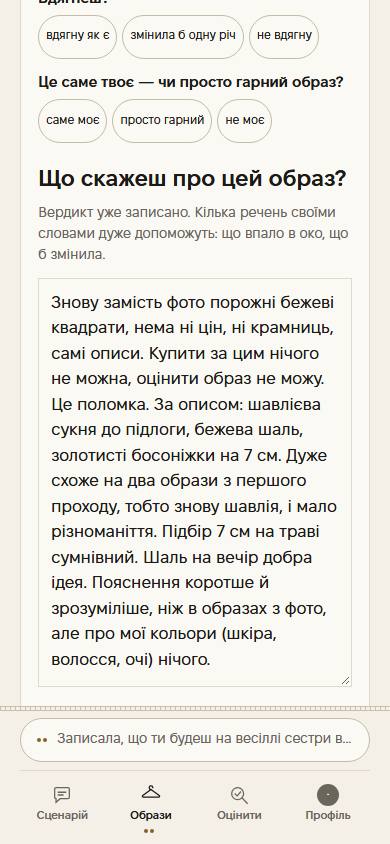 Вдягнеш?
вдягну як є
змінила б одну річ
не вдягну
Це саме твоє — чи просто гарний образ?
саме моє
просто гарний
не моє
Що скажеш про цей образ?
Вердикт уже записано. Кілька речень своїми
словами дуже допоможуть: що впало в око, що
б змінила.
Знову замість фото порожні бежеві
квадрати, нема ні цін, ні крамниць,
самі описи. Купити за цим нічого
не можна, оцінити образ не можу.
Це поломка. За описом: шавлієва
сукня до підлоги, бежева шаль,
золотисті босоніжки на 7 см. Дуже
схоже на два образи з першого
проходу, тобто знову шавлія, і мало
різноманіття. Підбір 7 см на траві
сумнівний. Шаль на вечір добра
ідея. Пояснення коротше й
зрозуміліше, ніж в образах з фото,
але про мої кольори (шкіра,
волосся, очі) нічого.
Записала, що ти будеш на весіллі сестри в...
Сценарій
Образи
Оцінити
Профіль